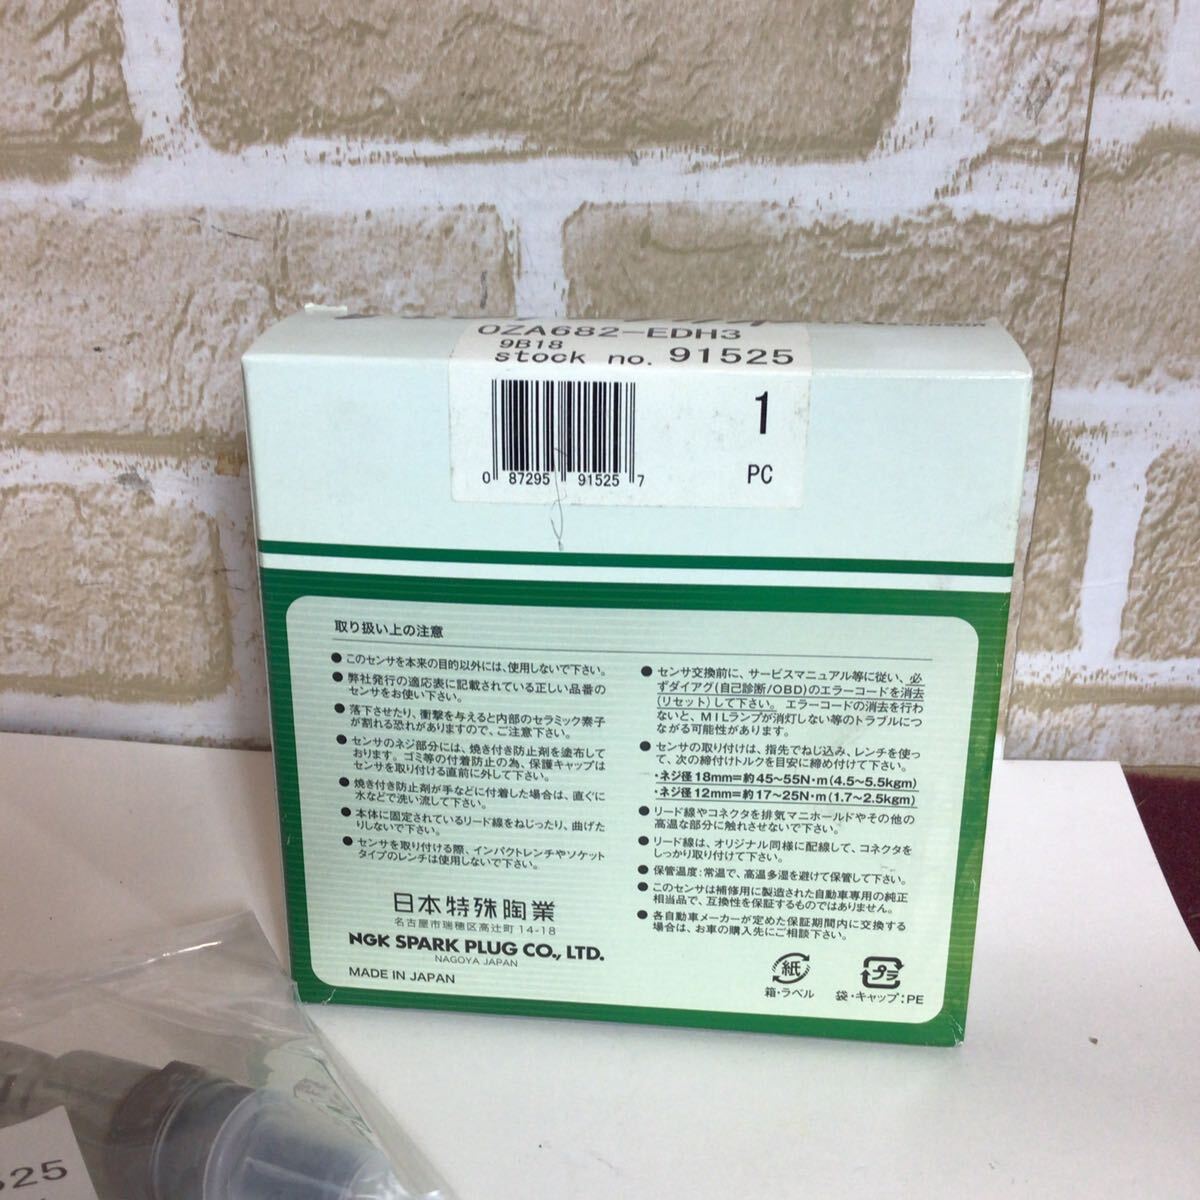 OZA682-EDH3
9B18
stock no. 91525
1
PC
0 87295 91525 7
取り扱い上の注意
●このセンサを本来の目的以外には、使用しないで下さい。
●弊社発行の適応表に記載されている正しい品番の
センサをお使い下さい。
●落下させたり、衝撃を与えると内部のセラミック素子
が割れる恐れがありますので、ご注意下さい。
●センサのネジ部分には、焼き付き防止剤を塗布して
おります。ゴミ等の付着防止の為、保護キャップは
センサを取り付ける直前に外して下さい。
●焼き付き防止剤が手などに付着した場合は、直ぐに
水などで洗い流して下さい。
●本体に固定されているリード線をねじったり、曲げた
りしないで下さい。
●センサを取り付ける際、インパクトレンチやソケット
タイプのレンチは使用しないで下さい。
●センサ交換前に、サービスマニュアル等に従い、必
ずダイアグ(自己診断/OBD)のエラーコードを消去
(リセット)して下さい。エラーコードの消去を行わ
ないと、MILランプが消灯しない等のトラブルにつ
ながる可能性があります。
●センサの取り付けは、指先でねじ込み、レンチを使っ
て、次の締付けトルクを目安に締め付けて下さい。
・ネジ径18mm=約45〜55N・m(4.5〜5.5kgm)
・ネジ径12mm=約17〜25N・m(1.7〜2.5kgm)
●リード線やコネクタを排気マニホールドやその他の
高温な部分に触れさせないで下さい。
●リード線は、オリジナル同様に配線して、コネクタを
しっかり取り付けて下さい。
●保管温度:常温で、高温多湿を避けて保管して下さい。
●このセンサは補修用に製造された自動車専用の純正
相当品で、互換性を保証するものではありません。
●各自動車メーカーが定めた保証期間内に交換する
場合は、お車の購入先にご相談下さい。
日本特殊陶業
名古屋市瑞穂区高辻町14-18
NGK SPARK PLUG CO., LTD.
NAGOYA JAPAN
MADE IN JAPAN
紙
箱・ラベル
プラ
袋・キャップ:PE
525